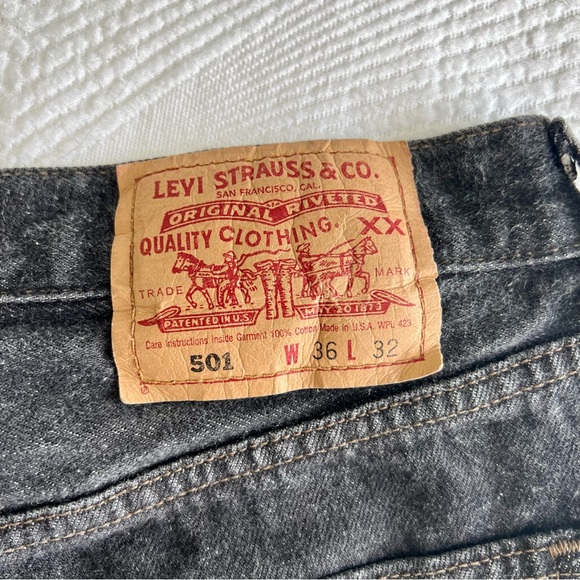 LEVI STRAUSS & CO.
SAN FRANCISCO, CAL.
ORIGINAL RIVETED
QUALITY CLOTHING. XX
TRADE MARK
PATENTED IN U.S. MAY 20 1873
Care Instructions Inside Garment 100% Cotton Made in U.S.A. WPL 423
501 W 36 L 32